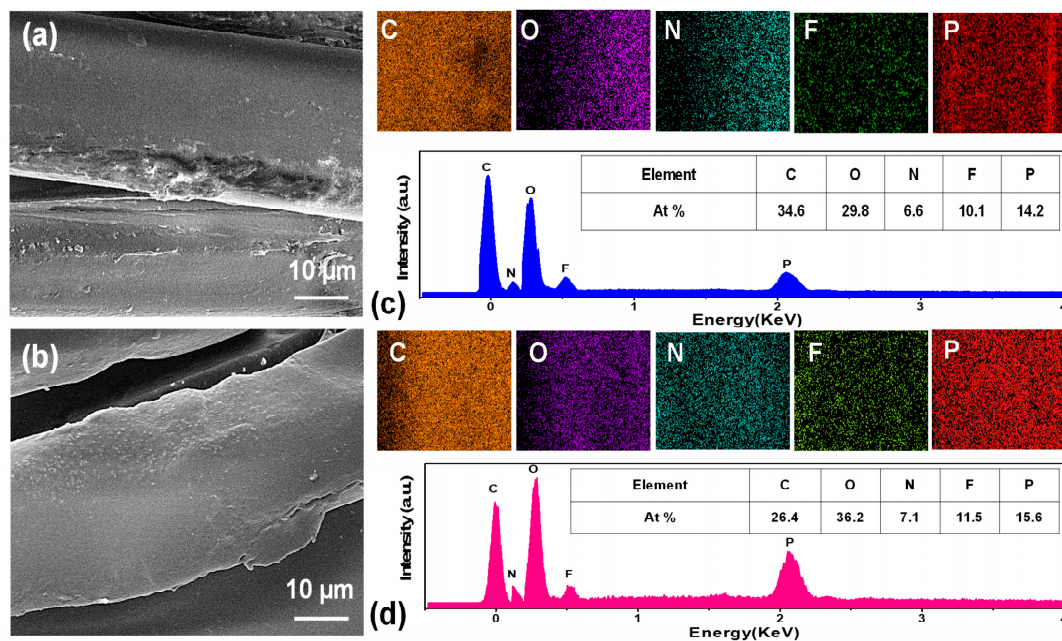 (a)
10 µm
(b)
10 µm
C O N F P
C
N
O
F
P
Element C O N F P
At % 34.6 29.8 6.6 10.1 14.2
Intensity (a.u.)
0 1 2 3 4
Energy(KeV)
(c)
C O N F P
C
N
O
F
P
Element C O N F P
At % 26.4 36.2 7.1 11.5 15.6
Intensity (a.u.)
0 1 2 3 4
Energy(KeV)
(d)